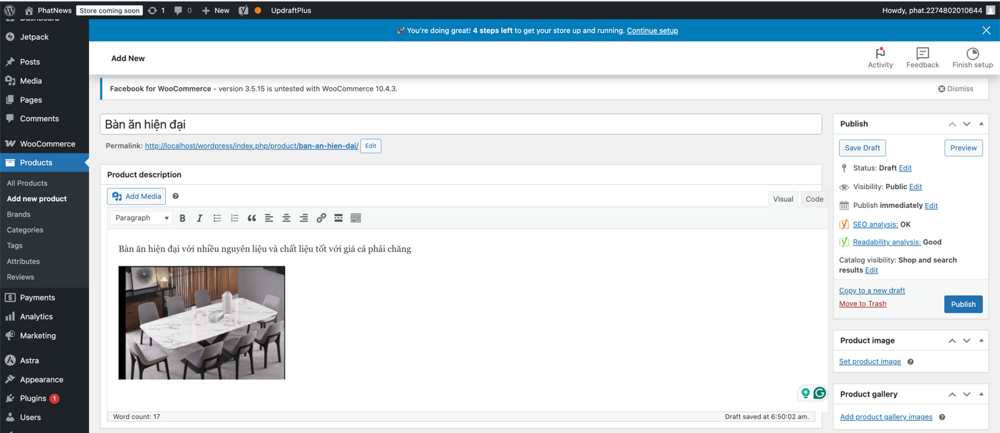 PhatNews Store coming soon 1 0 New UpdraftPlus Howdy, phat.2274802010644
Dashboard
Jetpack
Posts
Media
Pages
Comments
WooCommerce
Products
All Products
Add new product
Brands
Categories
Tags
Attributes
Reviews
Payments
Analytics
Marketing
Astra
Appearance
Plugins 1
Users
🚀 You’re doing great! 4 steps left to get your store up and running. Continue setup
Add New
Activity
Feedback
Finish setup
Facebook for WooCommerce - version 3.5.15 is untested with WooCommerce 10.4.3.
Dismiss
Bàn ăn hiện đại
Permalink: http://localhost/wordpress/index.php/product/ban-an-hien-dai/ Edit
Product description
Add Media
Visual Code
Paragraph
Bàn ăn hiện đại với nhiều nguyên liệu và chất liệu tốt với giá cả phải chăng
Word count: 17
Draft saved at 6:50:02 am.
Publish
Save Draft Preview
Status: Draft Edit
Visibility: Public Edit
Publish immediately Edit
SEO analysis: OK
Readability analysis: Good
Catalog visibility: Shop and search
results Edit
Copy to a new draft
Move to Trash
Publish
Product image
Set product image
Product gallery
Add product gallery images